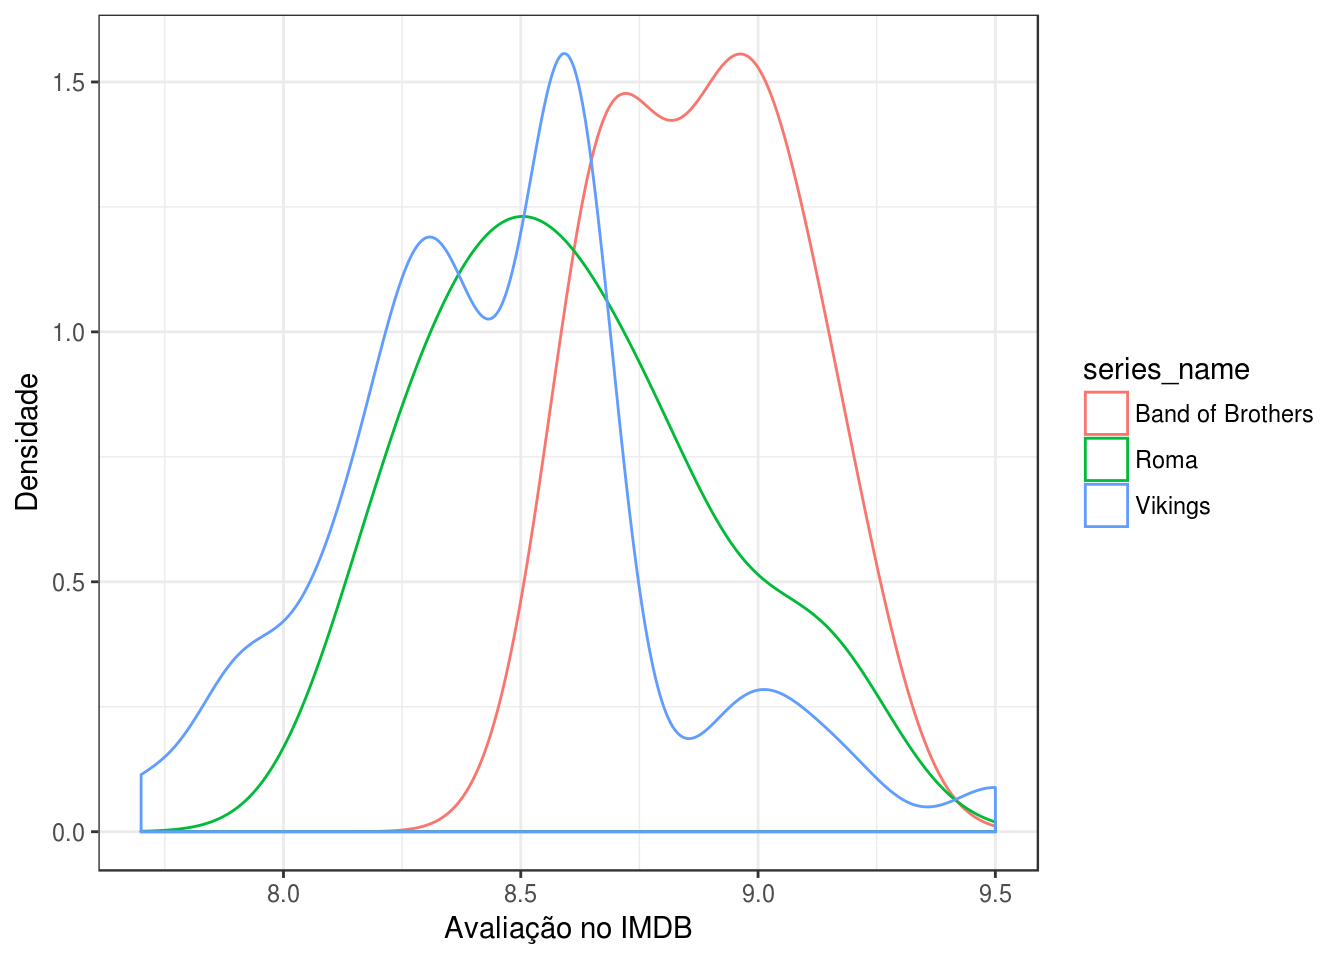 1.5
1.0
0.5
0.0
Densidade
8.0 8.5 9.0 9.5
Avaliação no IMDB
series_name
Band of Brothers
Roma
Vikings